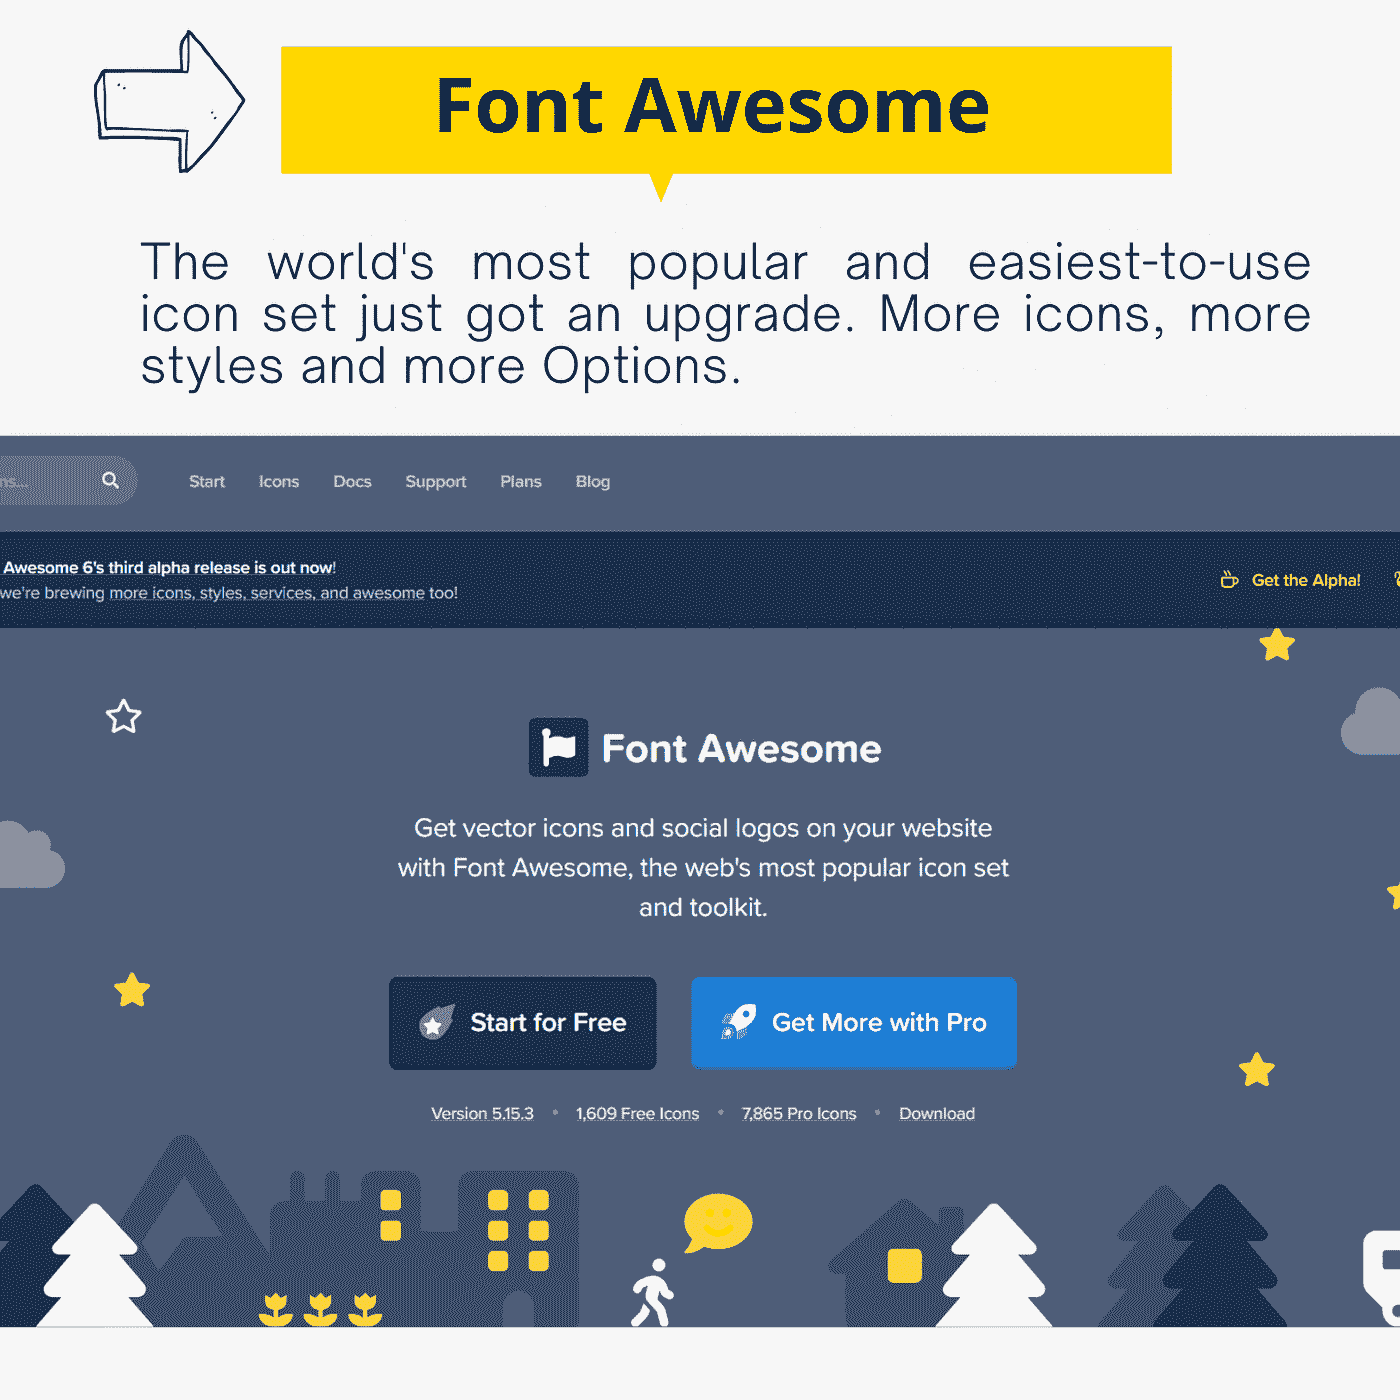 Font Awesome
The world's most popular and easiest-to-use
icon set just got an upgrade. More icons, more
styles and more Options.
Start Icons Docs Support Plans Blog
Awesome 6's third alpha release is out now!
we're brewing more icons, styles, services, and awesome too!
Get the Alpha!
Font Awesome
Get vector icons and social logos on your website
with Font Awesome, the web's most popular icon set
and toolkit.
Start for Free
Get More with Pro
Version 5.15.3 • 1,609 Free Icons • 7,865 Pro Icons • Download